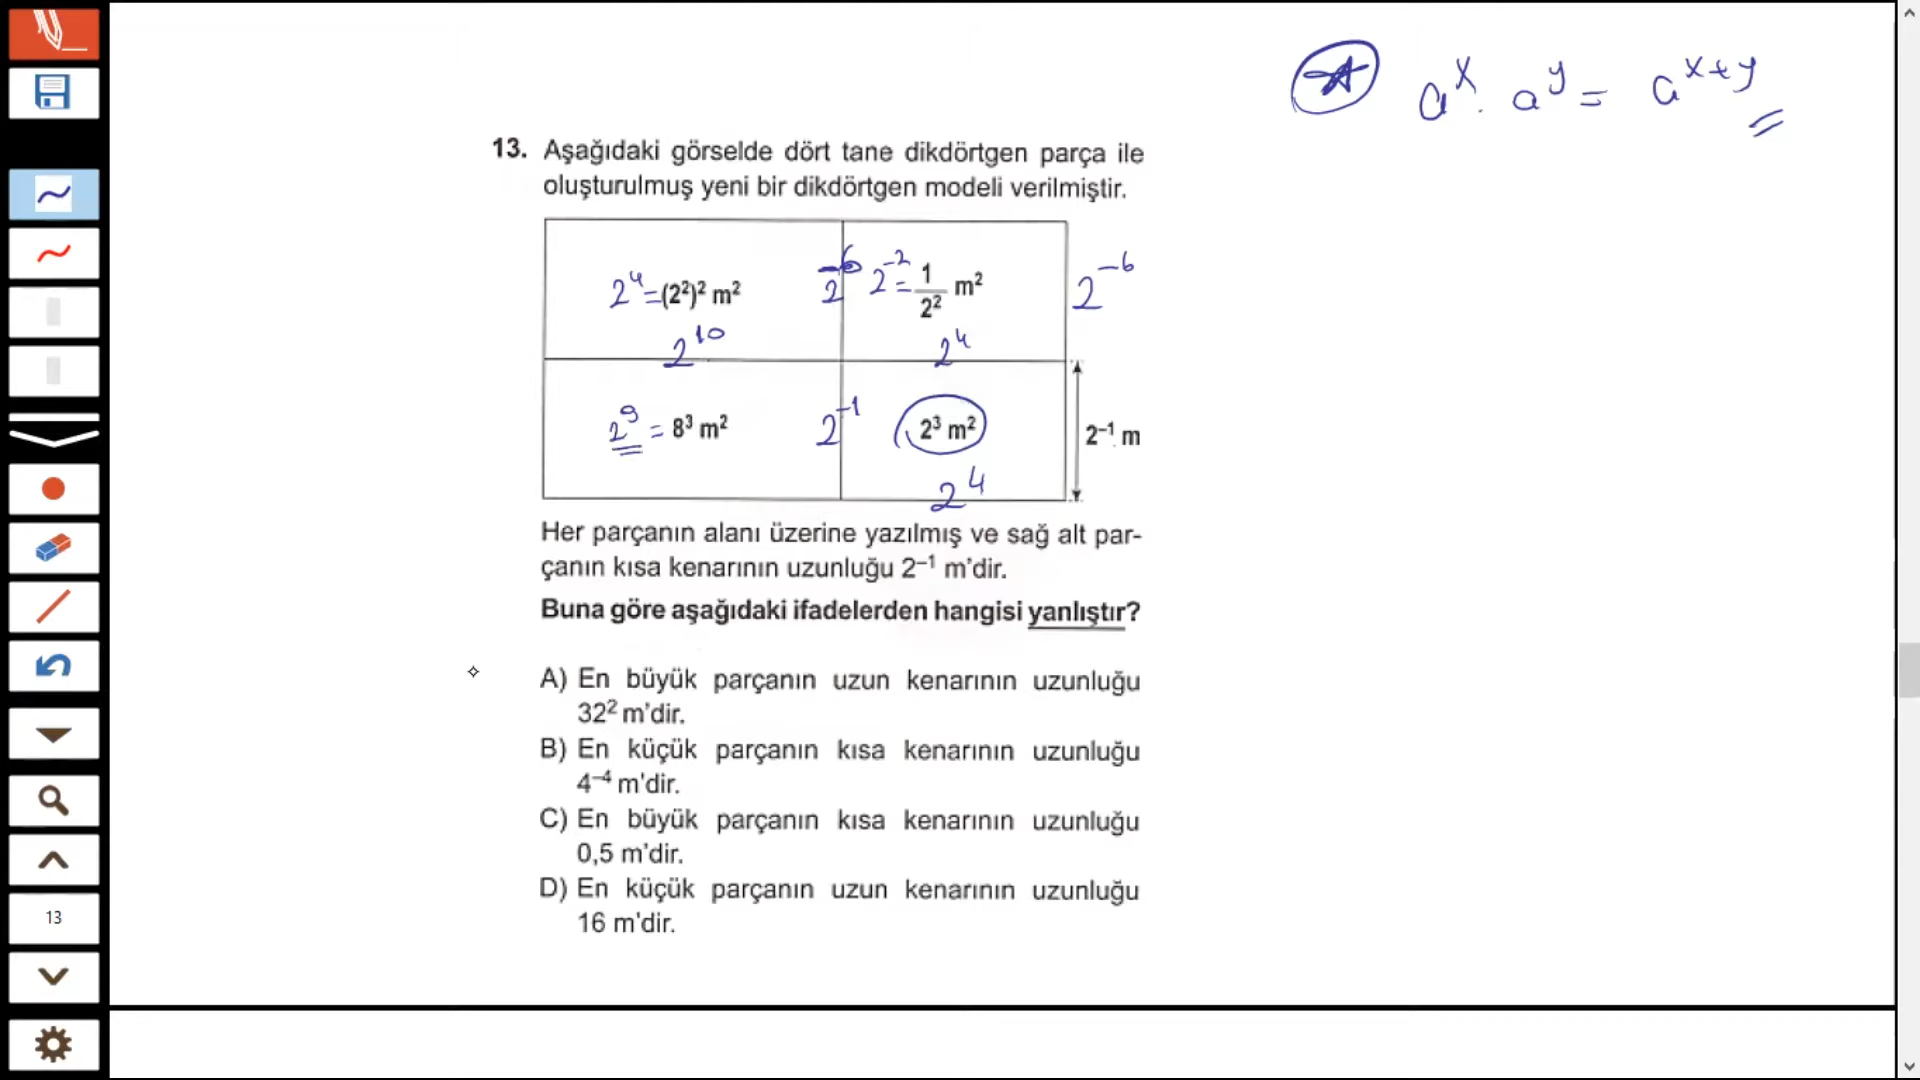 a^x . a^y = a^(x+y)
13. Aşağıdaki görselde dört tane dikdörtgen parça ile
oluşturulmuş yeni bir dikdörtgen modeli verilmiştir.
2⁴=(2²)² m²
2⁻⁶
2⁻²= 1/2² m²
2⁻⁶
2¹⁰
2⁴
2⁹ = 8³ m²
2⁻¹
2³ m²
2⁻¹ m
2⁴
Her parçanın alanı üzerine yazılmış ve sağ alt par-
çanın kısa kenarının uzunluğu 2⁻¹ m'dir.
Buna göre aşağıdaki ifadelerden hangisi yanlıştır?
A) En büyük parçanın uzun kenarının uzunluğu
32² m'dir.
B) En küçük parçanın kısa kenarının uzunluğu
4⁻⁴ m'dir.
C) En büyük parçanın kısa kenarının uzunluğu
0,5 m'dir.
D) En küçük parçanın uzun kenarının uzunluğu
16 m'dir.
13